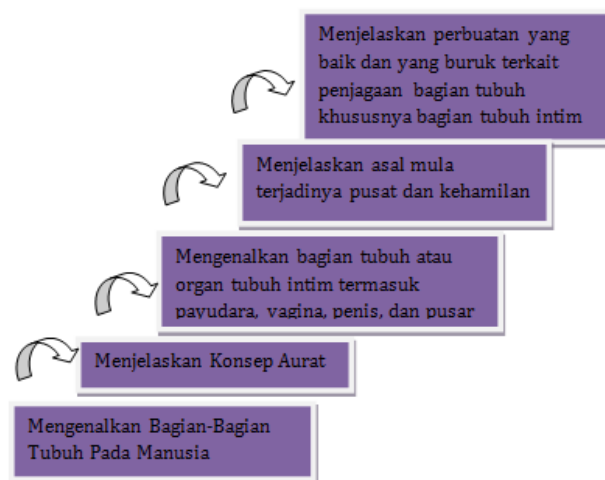 Menjelaskan perbuatan yang
baik dan yang buruk terkait
penjagaan bagian tubuh
khususnya bagian tubuh intim
Menjelaskan asal mula
terjadinya pusat dan kehamilan
Mengenalkan bagian tubuh atau
organ tubuh intim termasuk
payudara, vagina, penis, dan pusar
Menjelaskan Konsep Aurat
Mengenalkan Bagian-Bagian
Tubuh Pada Manusia